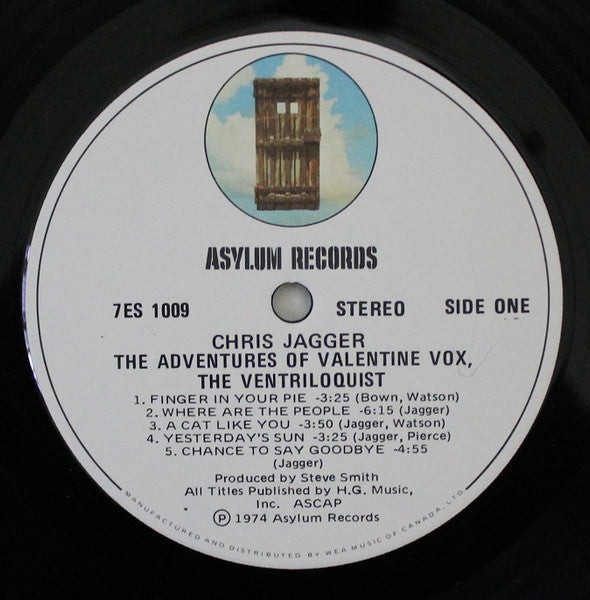 ASYLUM RECORDS
7ES 1009 STEREO SIDE ONE
CHRIS JAGGER
THE ADVENTURES OF VALENTINE VOX,
THE VENTRILOQUIST
1. FINGER IN YOUR PIE -3:25 (Bown, Watson)
2. WHERE ARE THE PEOPLE -6:15 (Jagger)
3. A CAT LIKE YOU -3:50 (Jagger, Watson)
4. YESTERDAY'S SUN -3:25 (Jagger, Pierce)
5. CHANCE TO SAY GOODBYE -4:55
(Jagger)
Produced by Steve Smith
All Titles Published by H.G. Music,
Inc. ASCAP
Ⓟ 1974 Asylum Records
MANUFACTURED AND DISTRIBUTED BY WEA MUSIC OF CANADA, LTD.